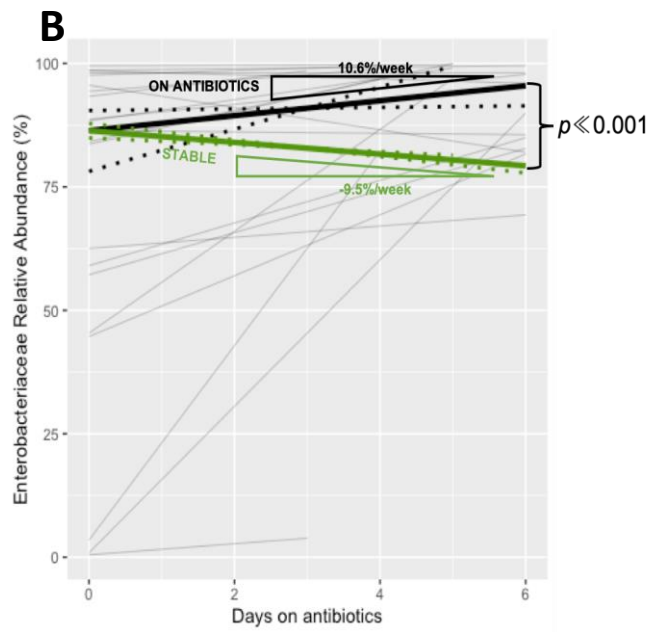 B
100
75
50
25
0
Enterobacteriaceae Relative Abundance (%)
10.6%/week
ON ANTIBIOTICS
STABLE
-9.5%/week
p≪0.001
0 2 4 6
Days on antibiotics